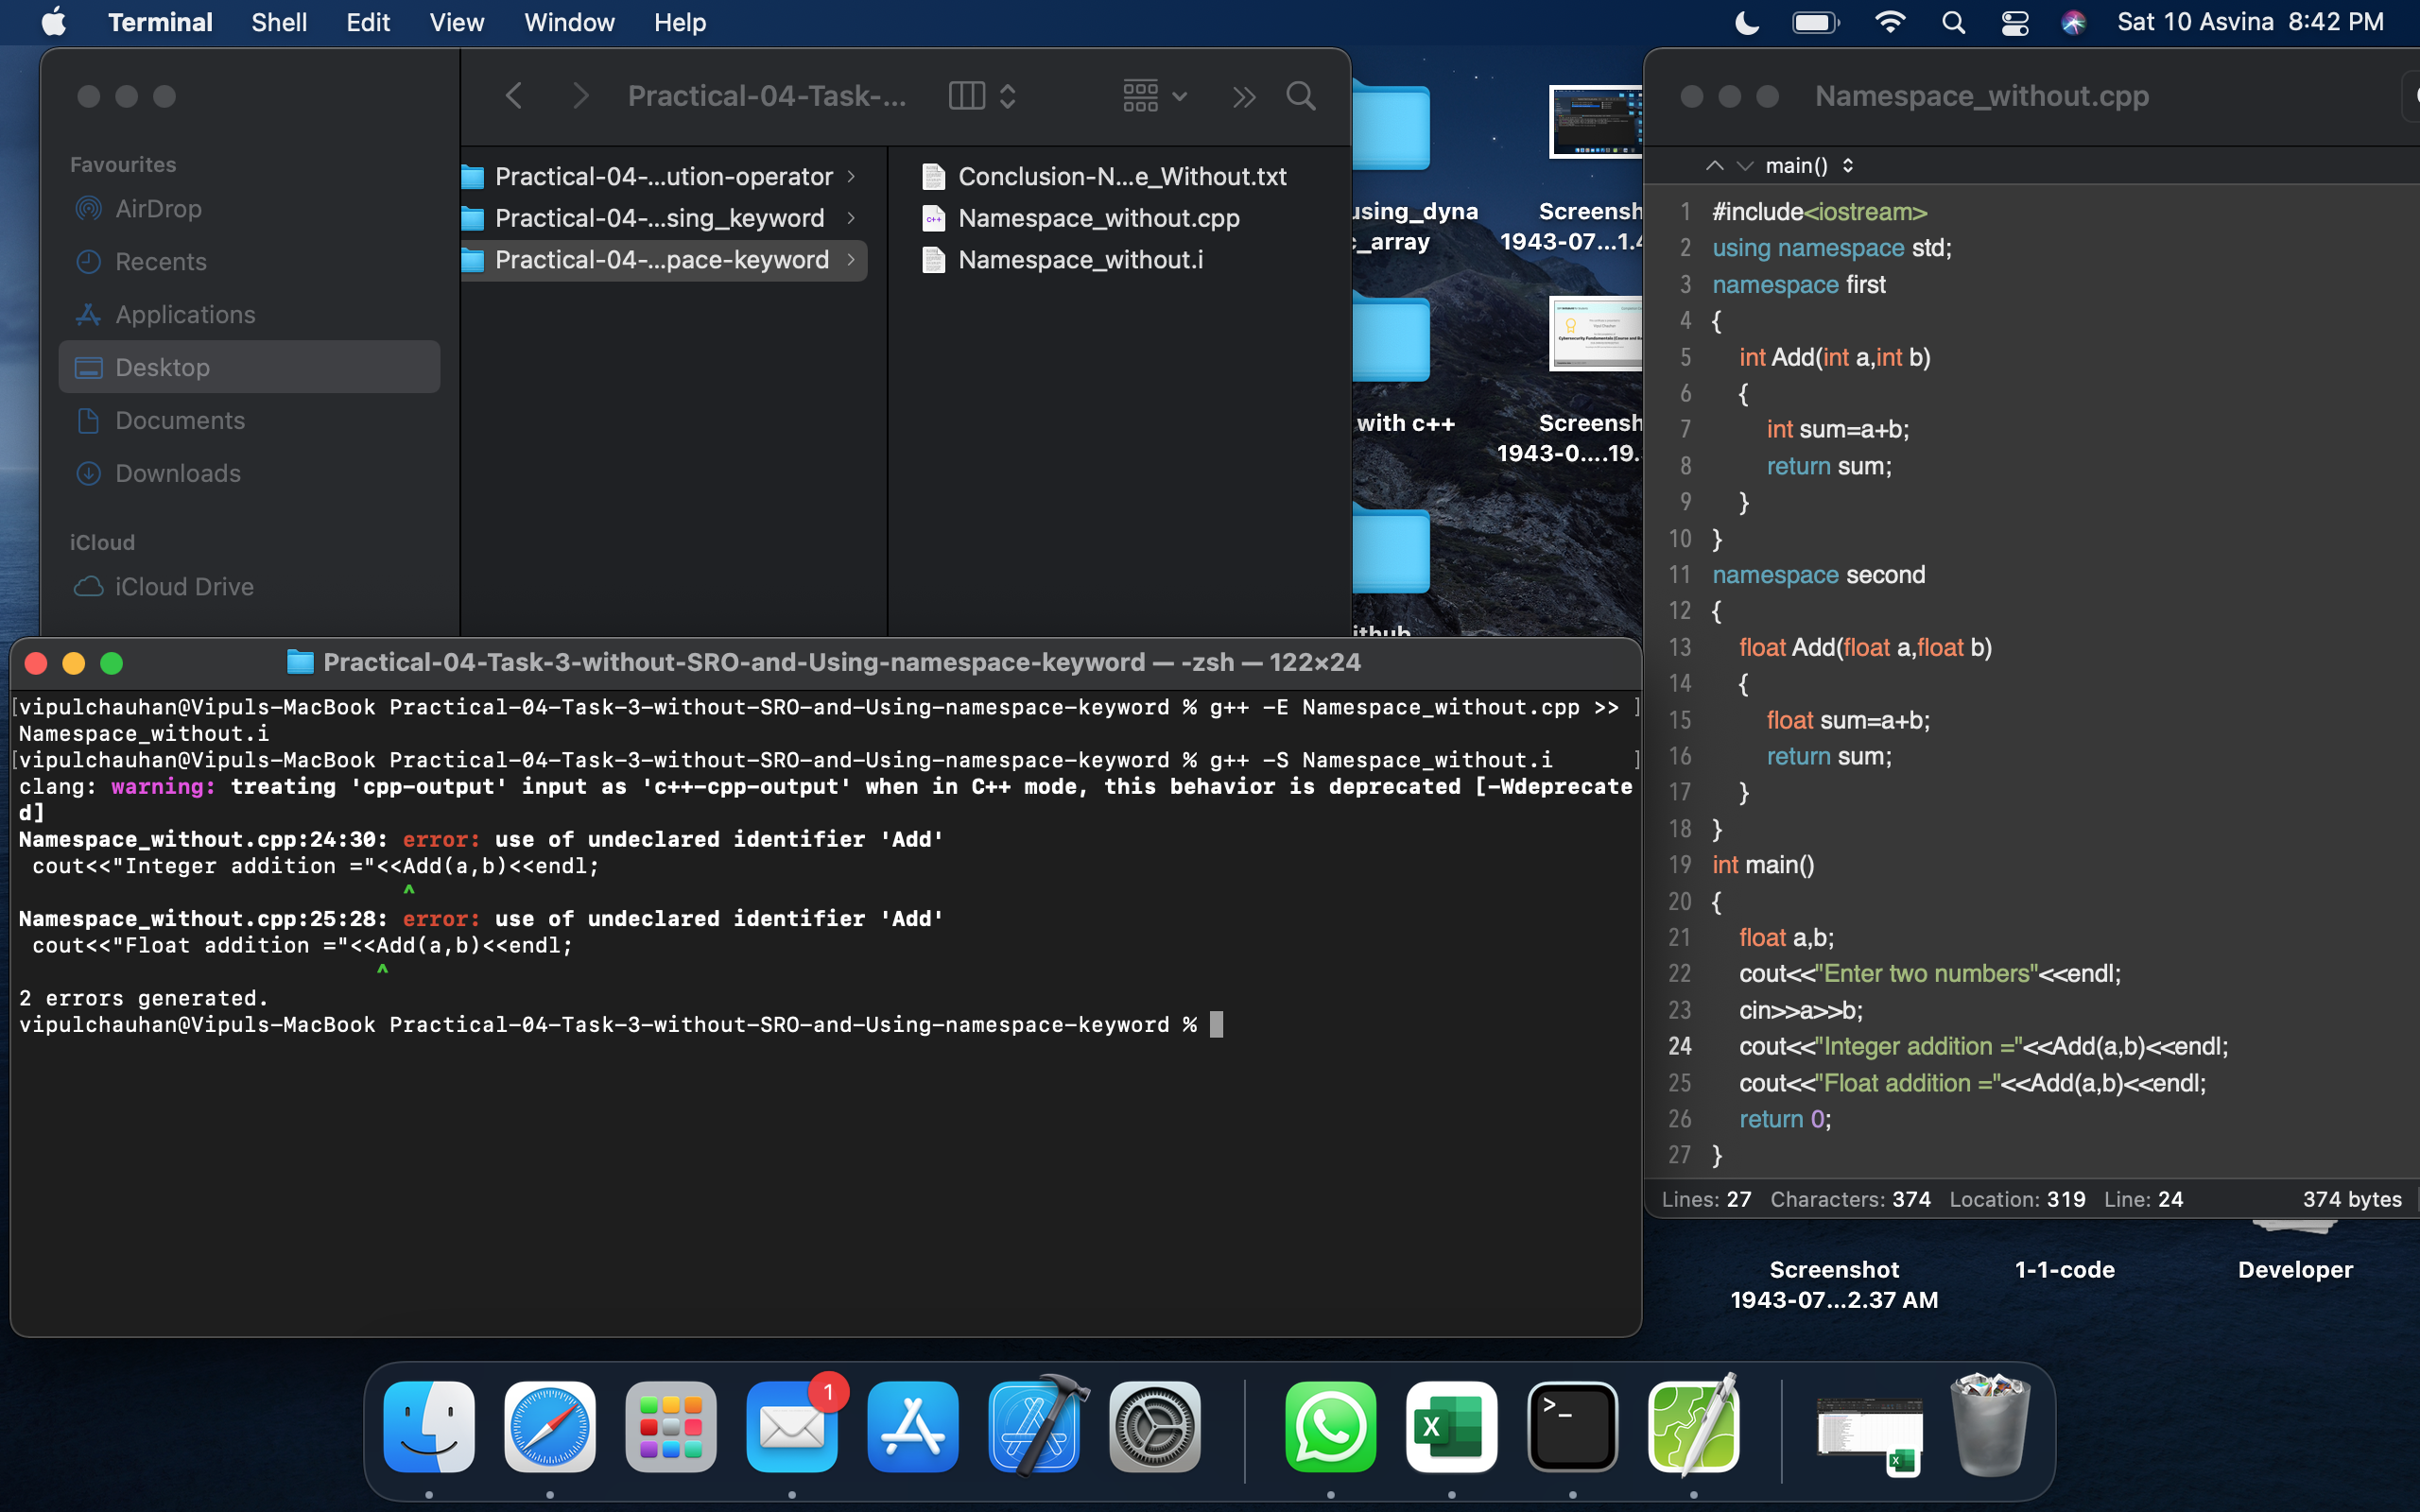 Terminal Shell Edit View Window Help
Sat 10 Asvina 8:42 PM
Practical-04-Task-...
Favourites
AirDrop
Recents
Applications
Desktop
Documents
Downloads
iCloud
iCloud Drive
Practical-04-...ution-operator
Practical-04-...sing_keyword
Practical-04-...pace-keyword
Conclusion-N...e_Without.txt
Namespace_without.cpp
Namespace_without.i
using_dyna
c_array
with c++
ithub
Screensh
1943-07...1.4
Screensh
1943-0....19.
Namespace_without.cpp
main()
1 #include<iostream>
2 using namespace std;
3 namespace first
4 {
5 int Add(int a,int b)
6 {
7 int sum=a+b;
8 return sum;
9 }
10 }
11 namespace second
12 {
13 float Add(float a,float b)
14 {
15 float sum=a+b;
16 return sum;
17 }
18 }
19 int main()
20 {
21 float a,b;
22 cout<<"Enter two numbers"<<endl;
23 cin>>a>>b;
24 cout<<"Integer addition ="<<Add(a,b)<<endl;
25 cout<<"Float addition ="<<Add(a,b)<<endl;
26 return 0;
27 }
Lines: 27 Characters: 374 Location: 319 Line: 24 374 bytes
Practical-04-Task-3-without-SRO-and-Using-namespace-keyword — -zsh — 122×24
[vipulchauhan@Vipuls-MacBook Practical-04-Task-3-without-SRO-and-Using-namespace-keyword % g++ -E Namespace_without.cpp >> ]
Namespace_without.i
[vipulchauhan@Vipuls-MacBook Practical-04-Task-3-without-SRO-and-Using-namespace-keyword % g++ -S Namespace_without.i ]
clang: warning: treating 'cpp-output' input as 'c++-cpp-output' when in C++ mode, this behavior is deprecated [-Wdeprecate
d]
Namespace_without.cpp:24:30: error: use of undeclared identifier 'Add'
cout<<"Integer addition ="<<Add(a,b)<<endl;
^
Namespace_without.cpp:25:28: error: use of undeclared identifier 'Add'
cout<<"Float addition ="<<Add(a,b)<<endl;
^
2 errors generated.
vipulchauhan@Vipuls-MacBook Practical-04-Task-3-without-SRO-and-Using-namespace-keyword %
Screenshot
1943-07...2.37 AM
1-1-code
Developer
1